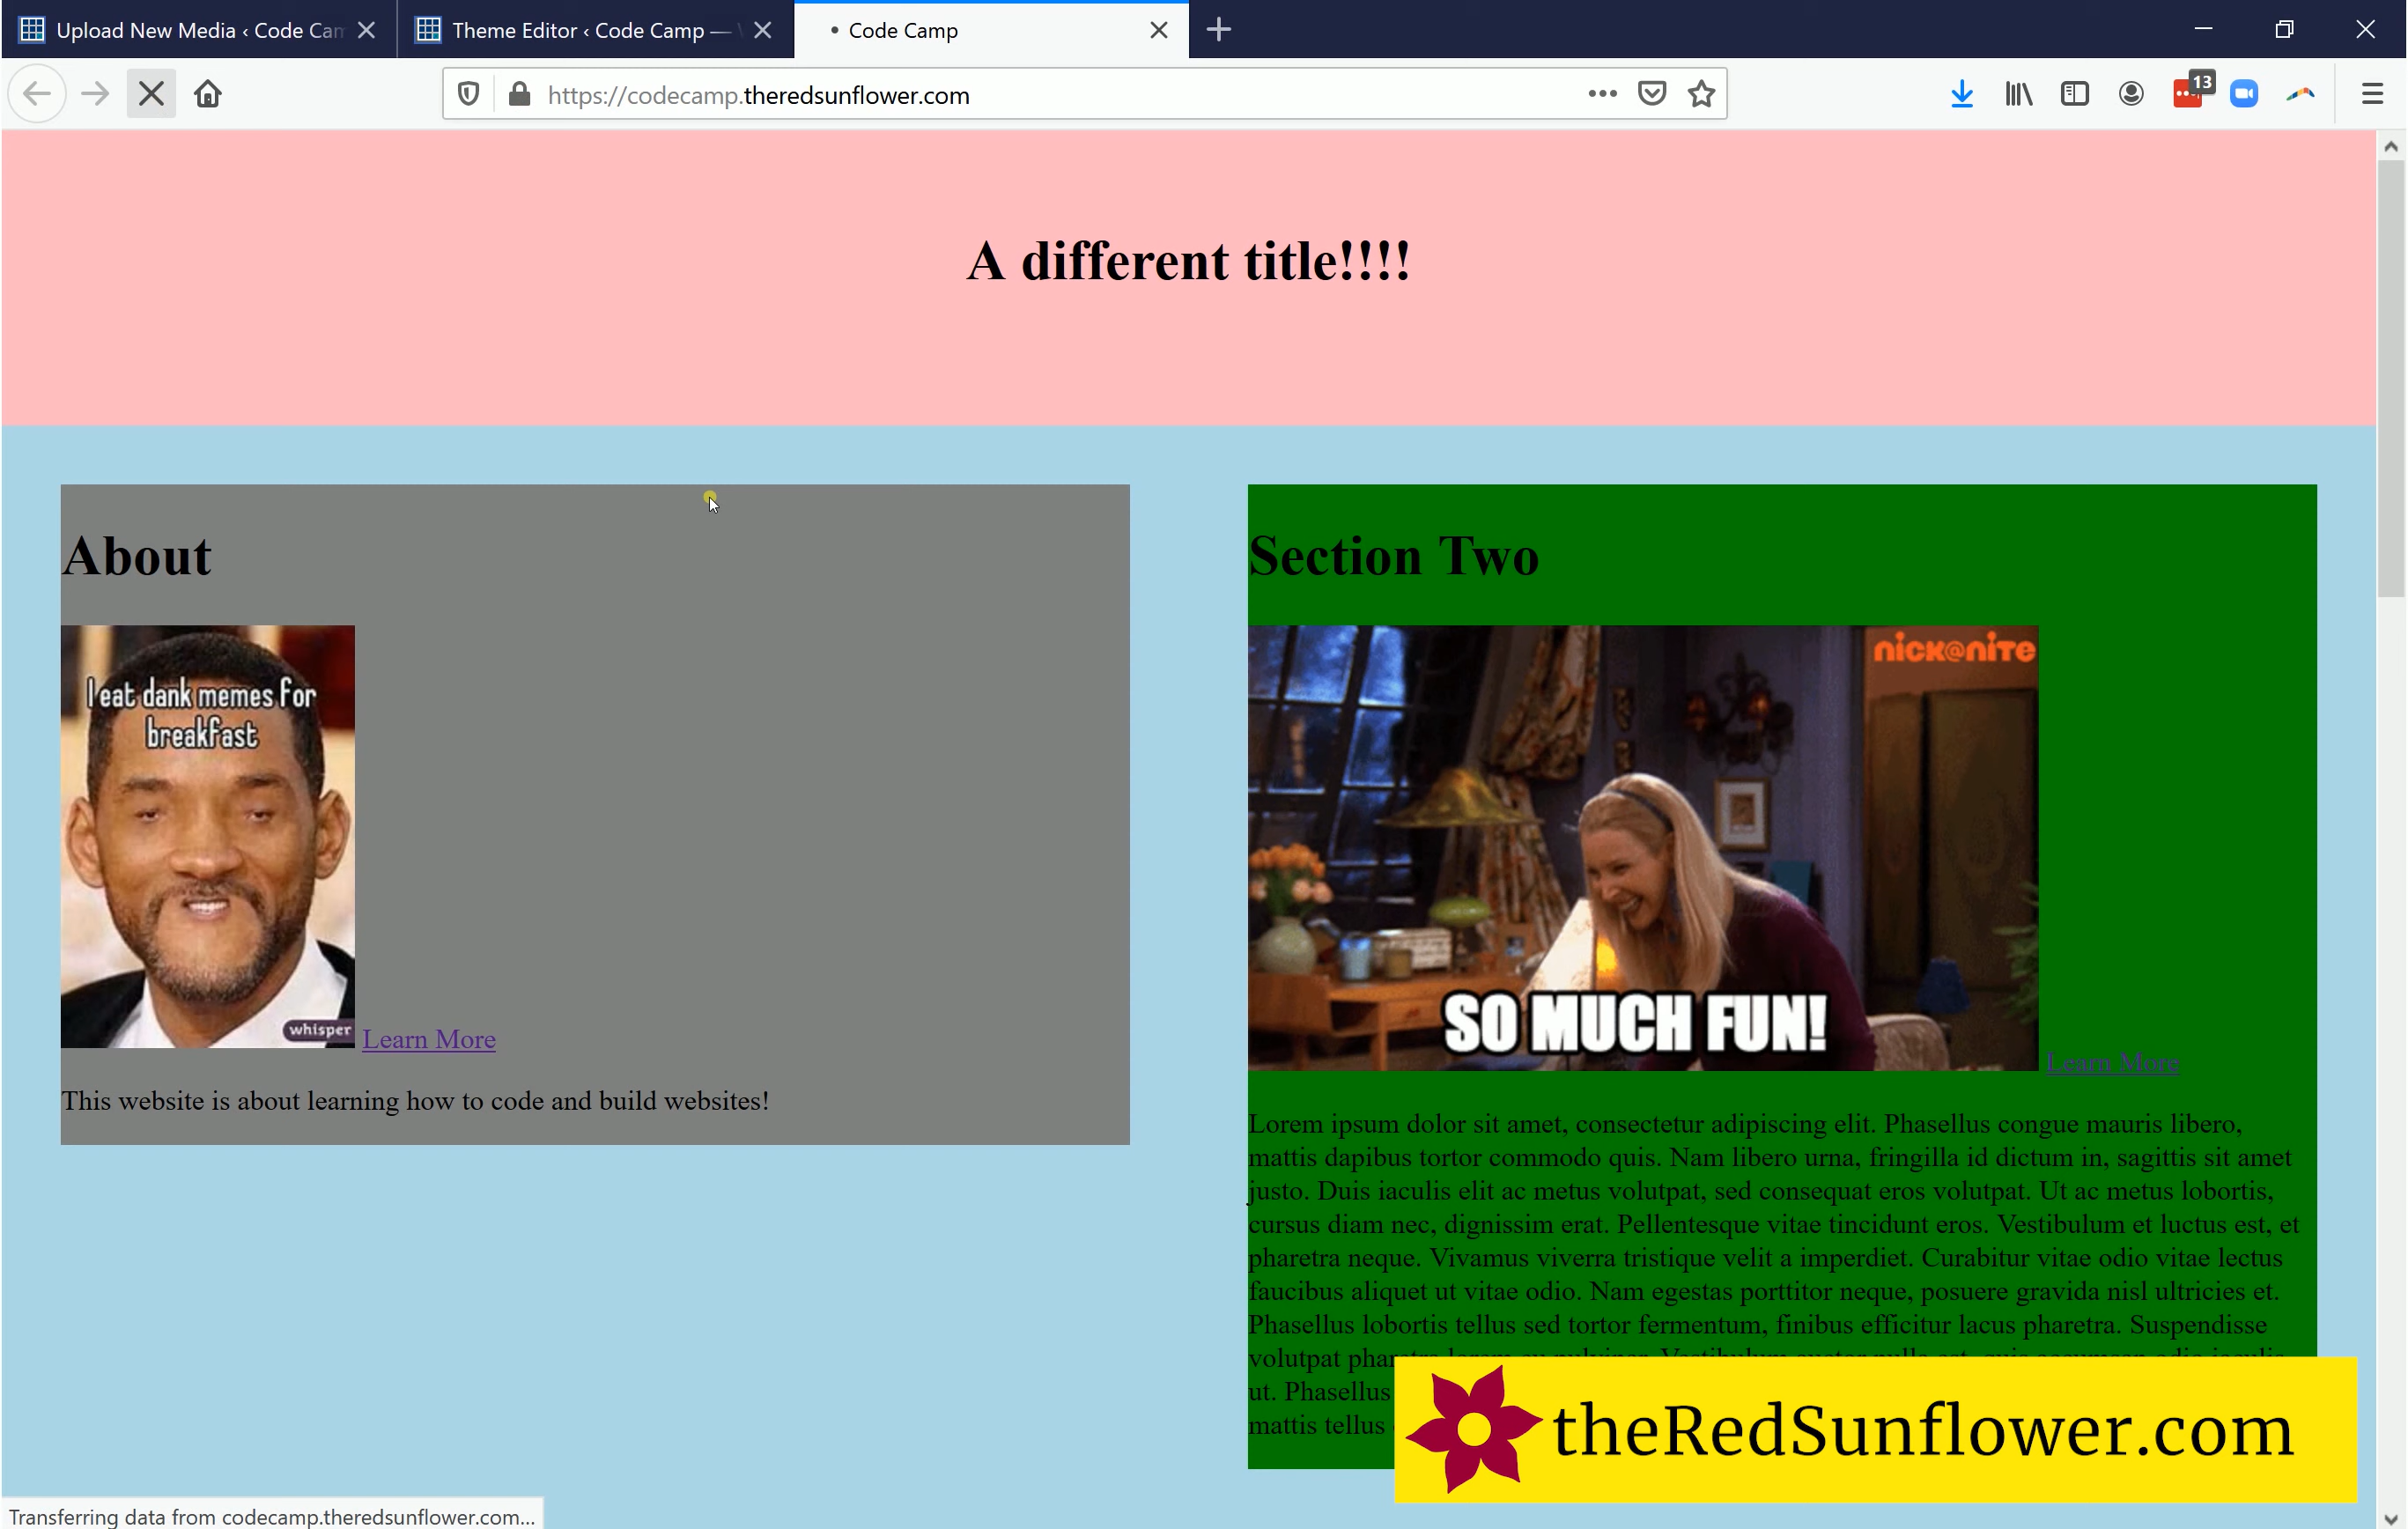 Upload New Media ‹ Code Cam
Theme Editor ‹ Code Camp —
• Code Camp
https://codecamp.theredsunflower.com
13
A different title!!!!
About
I eat dank memes for
breakfast
whisper
Learn More
This website is about learning how to code and build websites!
Section Two
nick@nite
SO MUCH FUN!
Learn More
Lorem ipsum dolor sit amet, consectetur adipiscing elit. Phasellus congue mauris libero,
mattis dapibus tortor commodo quis. Nam libero urna, fringilla id dictum in, sagittis sit amet
justo. Duis iaculis elit ac metus volutpat, sed consequat eros volutpat. Ut ac metus lobortis,
cursus diam nec, dignissim erat. Pellentesque vitae tincidunt eros. Vestibulum et luctus est, et
pharetra neque. Vivamus viverra tristique velit a imperdiet. Curabitur vitae odio vitae lectus
faucibus aliquet ut vitae odio. Nam egestas porttitor neque, posuere gravida nisl ultricies et.
Phasellus lobortis tellus sed tortor fermentum, finibus efficitur lacus pharetra. Suspendisse
volutpat
ut. Phasellus
mattis tellus
theRedSunflower.com
Transferring data from codecamp.theredsunflower.com...